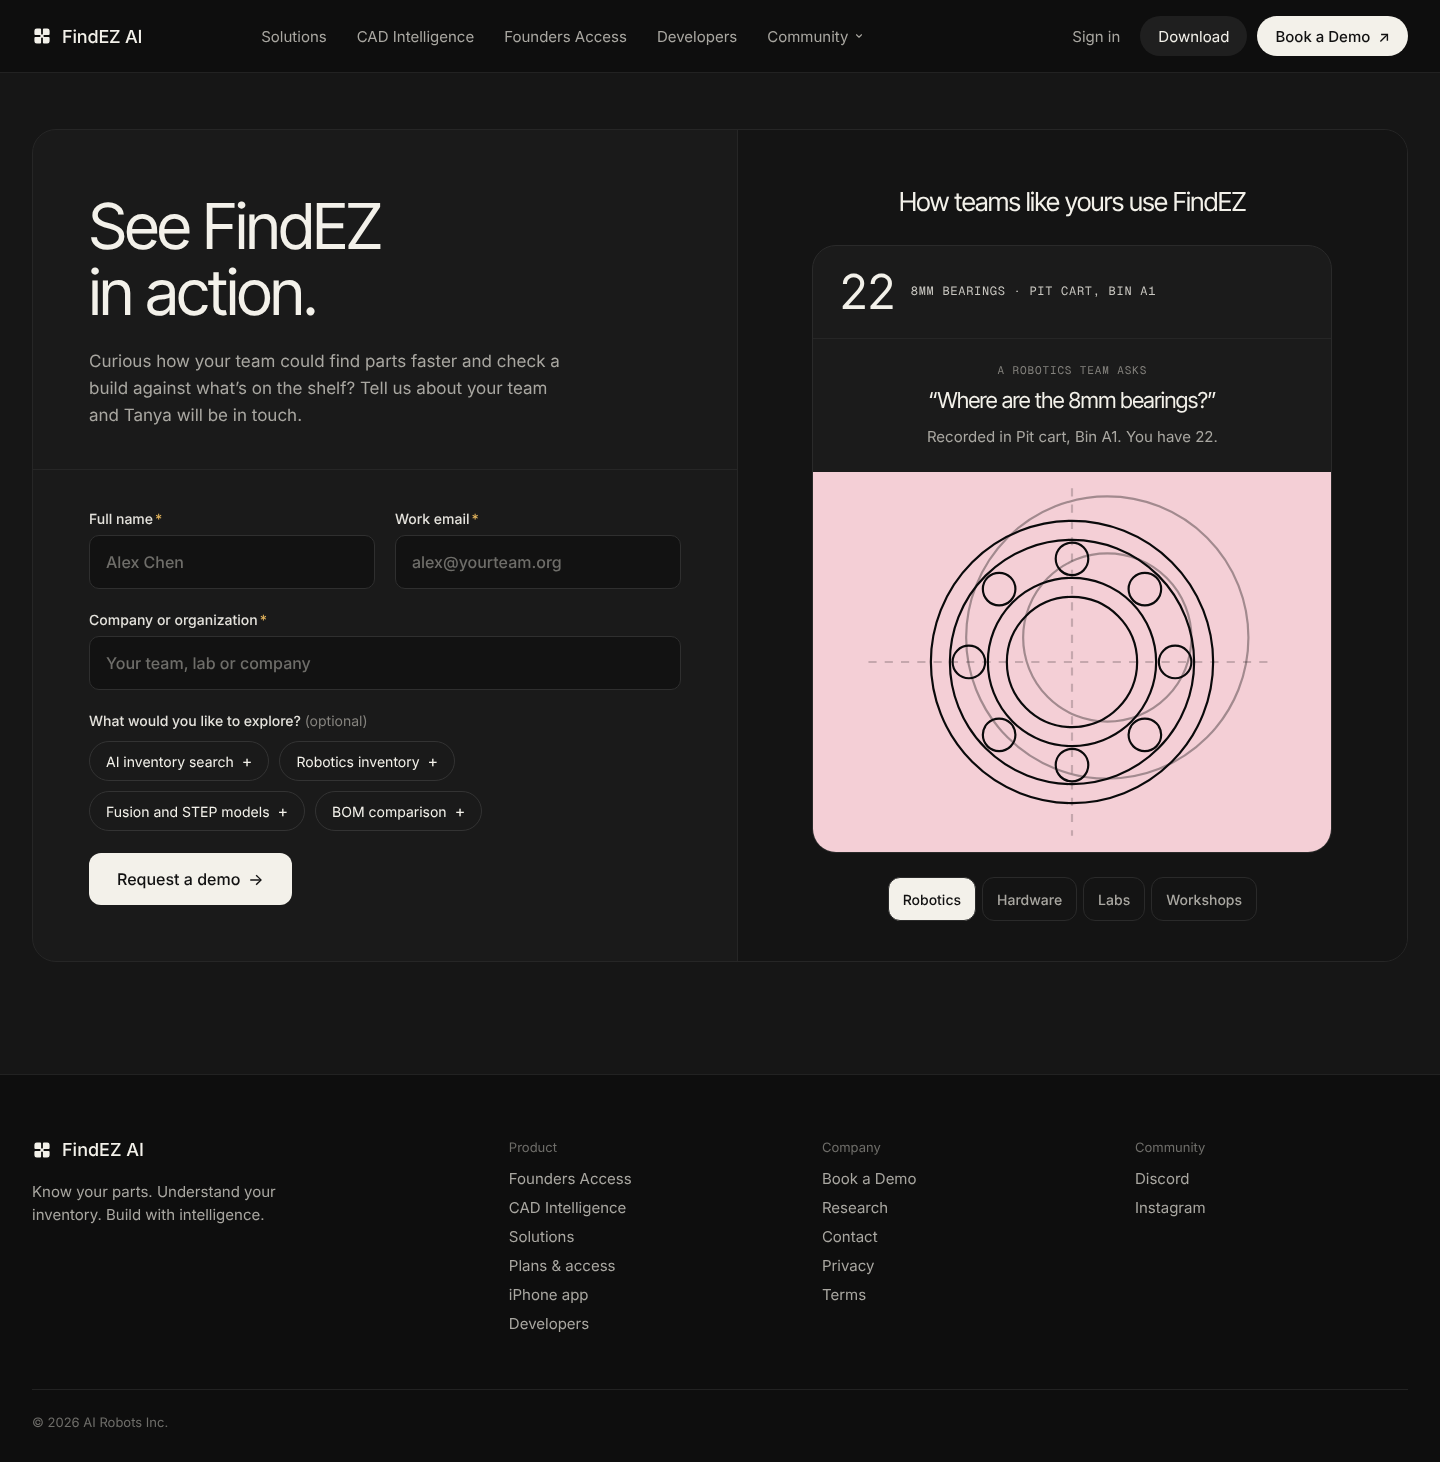 FindEZ AI
Solutions
CAD Intelligence
Founders Access
Developers
Community
Sign in
Download
Book a Demo ↗
See FindEZ
in action.
Curious how your team could find parts faster and check a
build against what’s on the shelf? Tell us about your team
and Tanya will be in touch.
Full name*
Work email*
Alex Chen
alex@yourteam.org
Company or organization*
Your team, lab or company
What would you like to explore? (optional)
AI inventory search +
Robotics inventory +
Fusion and STEP models +
BOM comparison +
Request a demo →
How teams like yours use FindEZ
22
8MM BEARINGS · PIT CART, BIN A1
A ROBOTICS TEAM ASKS
“Where are the 8mm bearings?”
Recorded in Pit cart, Bin A1. You have 22.
Robotics
Hardware
Labs
Workshops
FindEZ AI
Know your parts. Understand your
inventory. Build with intelligence.
Product
Founders Access
CAD Intelligence
Solutions
Plans & access
iPhone app
Developers
Company
Book a Demo
Research
Contact
Privacy
Terms
Community
Discord
Instagram
© 2026 AI Robots Inc.